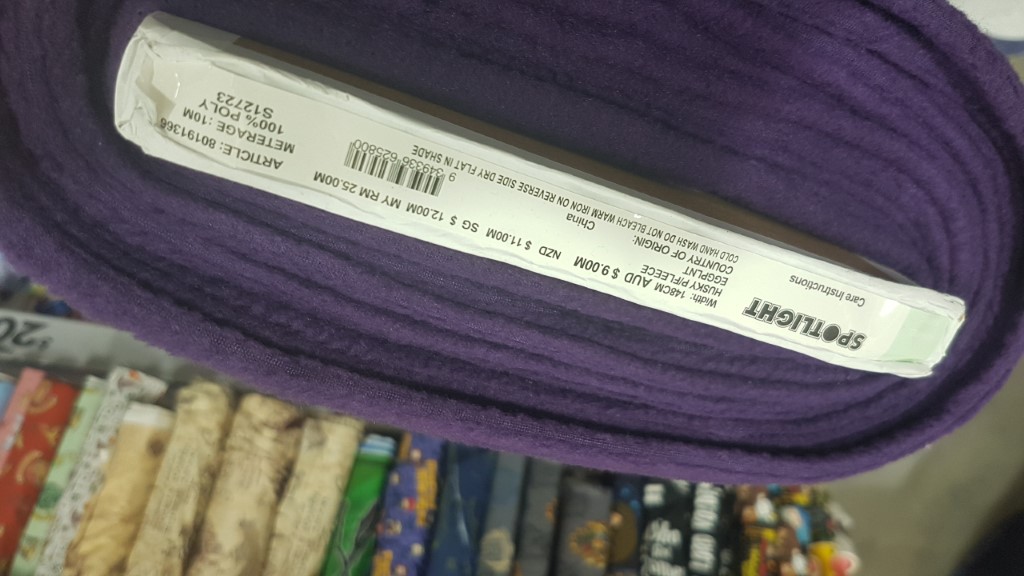 SPOTLIGHT
Care Instructions
Width: 148CM AUD $ 9.00M NZD $ 11.00M SG $ 12.00M MY RM 25.00M
HUSKY P/FLEECE
EGGPLNT
COUNTRY OF ORIGIN: China
COLD HAND WASH DO NOT BLEACH WARM IRON ON REVERSE SIDE DRY FLAT IN SHADE
9 349336 625800
ARTICLE: 80191366
METERAGE :10M
100% POLY
S12723
$20